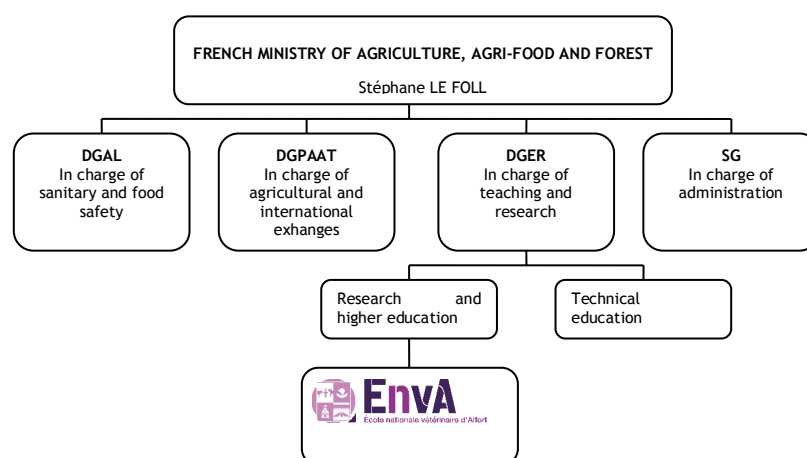 FRENCH MINISTRY OF AGRICULTURE, AGRI-FOOD AND FOREST
Stéphane LE FOLL
DGAL
In charge of
sanitary and food
safety
DGPAAT
In charge of
agricultural and
international
exhanges
DGER
In charge of
teaching and
research
SG
In charge of
administration
Research and
higher education
Technical
education
EnvA
École nationale vétérinaire d'Alfort